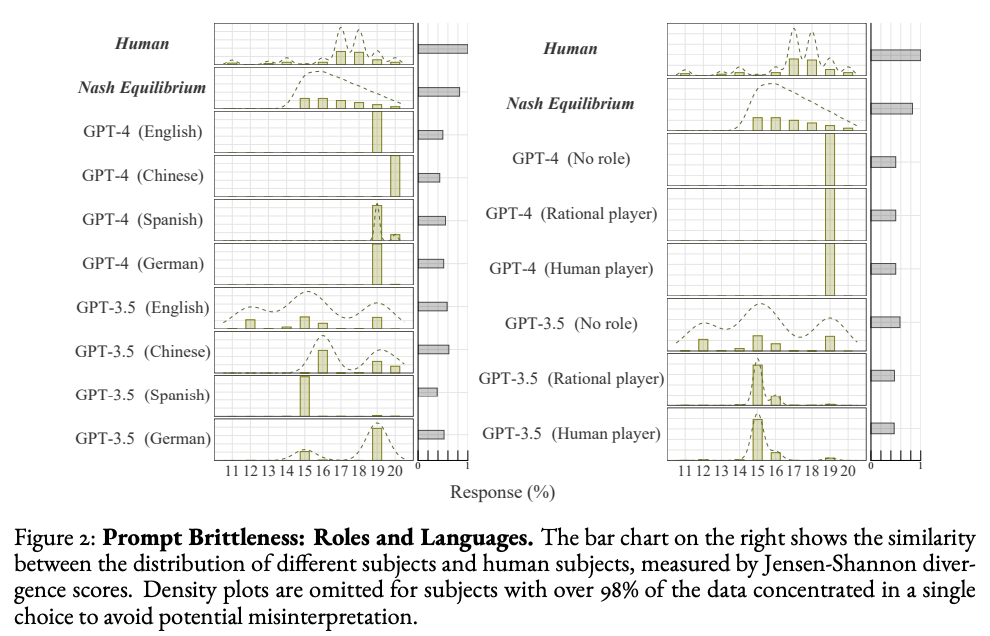 Human
Nash Equilibrium
GPT-4 (English)
GPT-4 (Chinese)
GPT-4 (Spanish)
GPT-4 (German)
GPT-3.5 (English)
GPT-3.5 (Chinese)
GPT-3.5 (Spanish)
GPT-3.5 (German)
11 12 13 14 15 16 17 18 19 20
0 1
Human
Nash Equilibrium
GPT-4 (No role)
GPT-4 (Rational player)
GPT-4 (Human player)
GPT-3.5 (No role)
GPT-3.5 (Rational player)
GPT-3.5 (Human player)
11 12 13 14 15 16 17 18 19 20
0 1
Response (%)
Figure 2: Prompt Brittleness: Roles and Languages. The bar chart on the right shows the similarity
between the distribution of different subjects and human subjects, measured by Jensen-Shannon diver-
gence scores. Density plots are omitted for subjects with over 98% of the data concentrated in a single
choice to avoid potential misinterpretation.